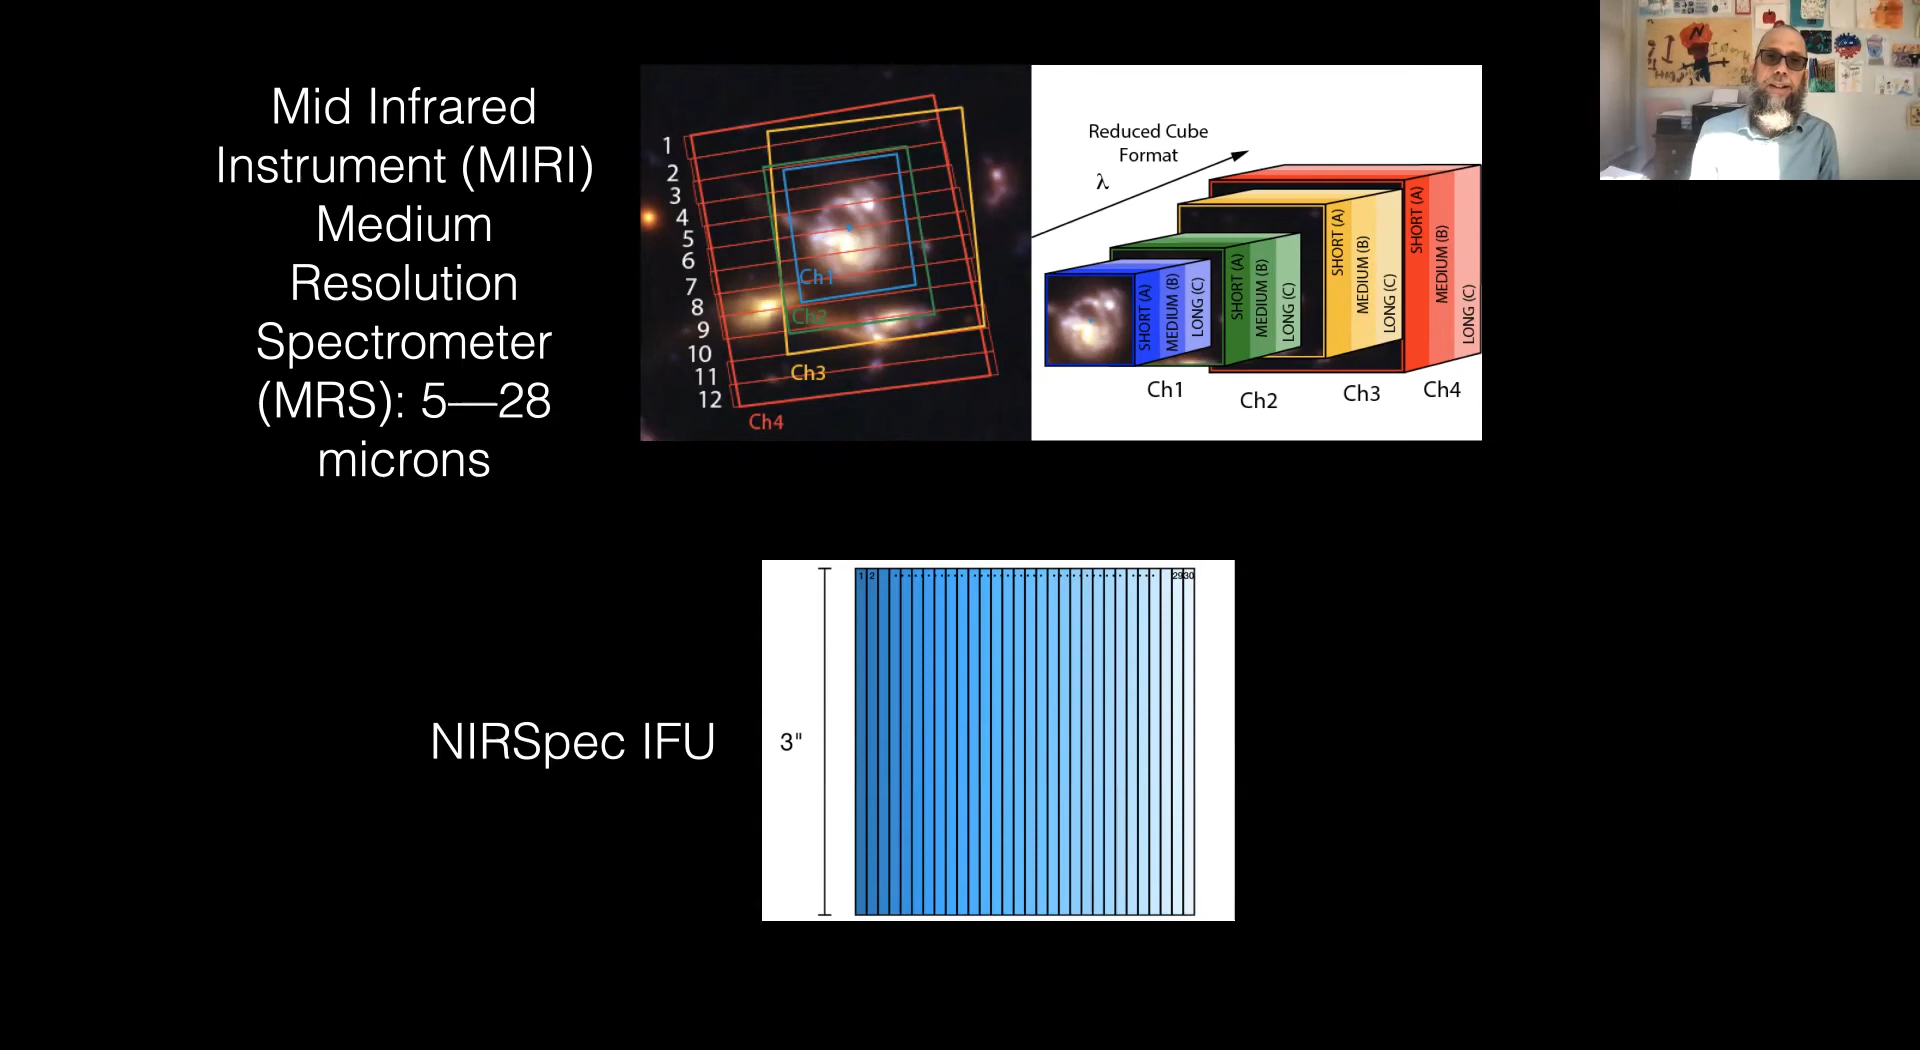 Mid Infrared
Instrument (MIRI)
Medium
Resolution
Spectrometer
(MRS): 5—28
microns
1
2
3
4
5
6
7
8
9
10
11
12
Ch1
Ch2
Ch3
Ch4
Reduced Cube
Format
λ
SHORT (A)
MEDIUM (B)
LONG (C)
SHORT (A)
MEDIUM (B)
LONG (C)
SHORT (A)
MEDIUM (B)
LONG (C)
SHORT (A)
MEDIUM (B)
LONG (C)
Ch1
Ch2
Ch3
Ch4
NIRSpec IFU
3"
1 2 29 30